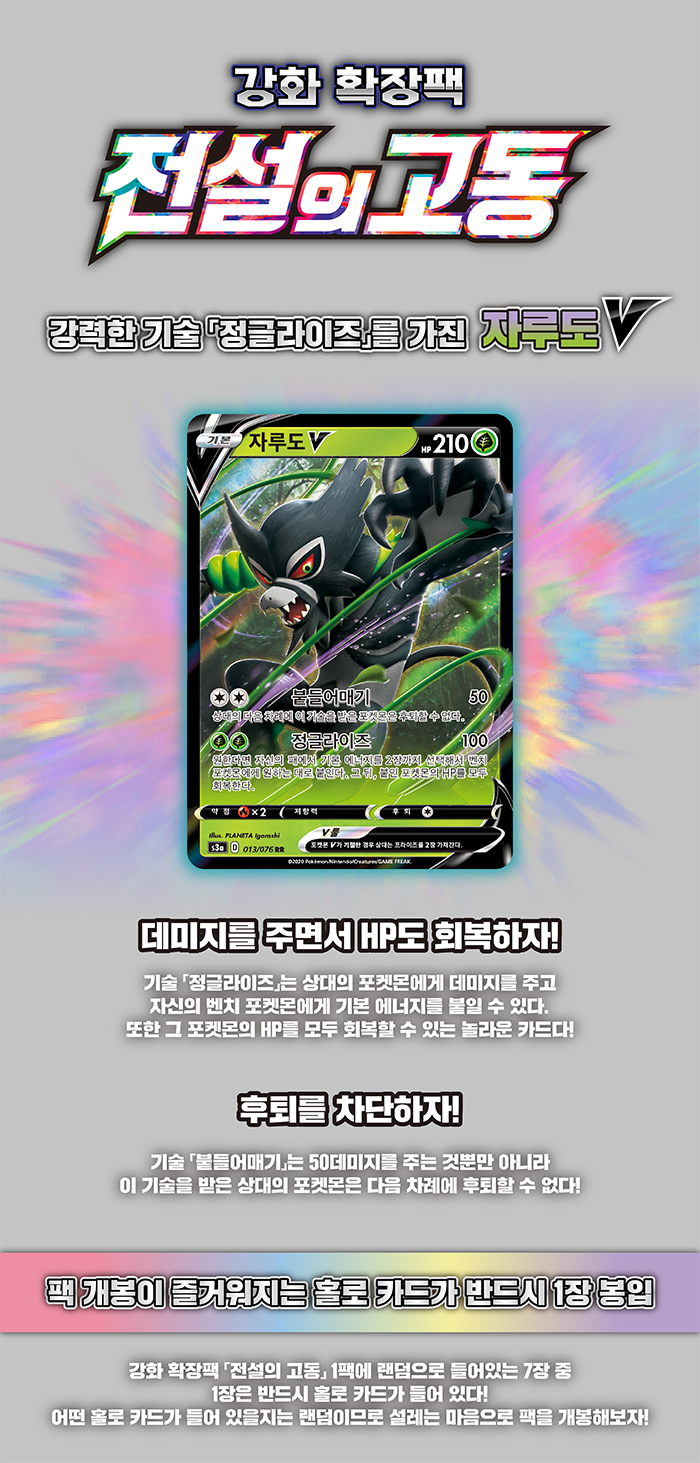 강화 확장팩
전설의 고동
강력한 기술 「정글라이즈」를 가진 자루도 V
기본 자루도 V HP 210
붙들어매기 50
상대의 다음 차례에 이 기술을 받은 포켓몬은 후퇴할 수 없다.
정글라이즈 100
원한다면 자신의 패에서 기본 에너지를 2장까지 선택해서 벤치
포켓몬에게 원하는 대로 붙인다. 그 뒤, 붙인 포켓몬의 HP를 모두
회복한다.
약점 ×2 저항력 후퇴
Illus. PLANETA Igarashi
V룰
s3a D 013/076 RR
포켓몬 V가 기절한 경우 상대는 프라이즈를 2장 가져간다.
©2020 Pokémon/Nintendo/Creatures/GAME FREAK.
데미지를 주면서 HP도 회복하자!
기술 「정글라이즈」는 상대의 포켓몬에게 데미지를 주고
자신의 벤치 포켓몬에게 기본 에너지를 붙일 수 있다.
또한 그 포켓몬의 HP를 모두 회복할 수 있는 놀라운 카드다!
후퇴를 차단하자!
기술 「붙들어매기」는 50데미지를 주는 것뿐만 아니라
이 기술을 받은 상대의 포켓몬은 다음 차례에 후퇴할 수 없다!
팩 개봉이 즐거워지는 홀로 카드가 반드시 1장 봉입
강화 확장팩 「전설의 고동」 1팩에 랜덤으로 들어있는 7장 중
1장은 반드시 홀로 카드가 들어 있다!
어떤 홀로 카드가 들어 있을지는 랜덤이므로 설레는 마음으로 팩을 개봉해보자!